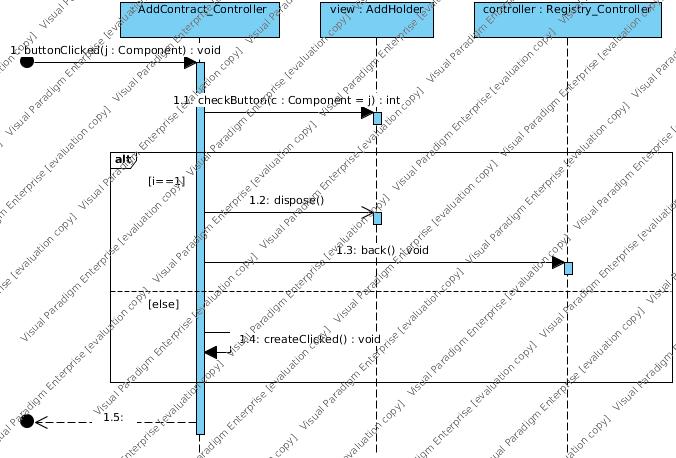 AddContract_Controller
view : AddHolder
controller : Registry_Controller
1: buttonClicked(j : Component) : void
1.1: checkButton(c : Component = j) : int
alt
[i==1]
1.2: dispose()
1.3: back() : void
[else]
1.4: createClicked() : void
1.5:
Visual Paradigm Enterprise [evaluation copy]